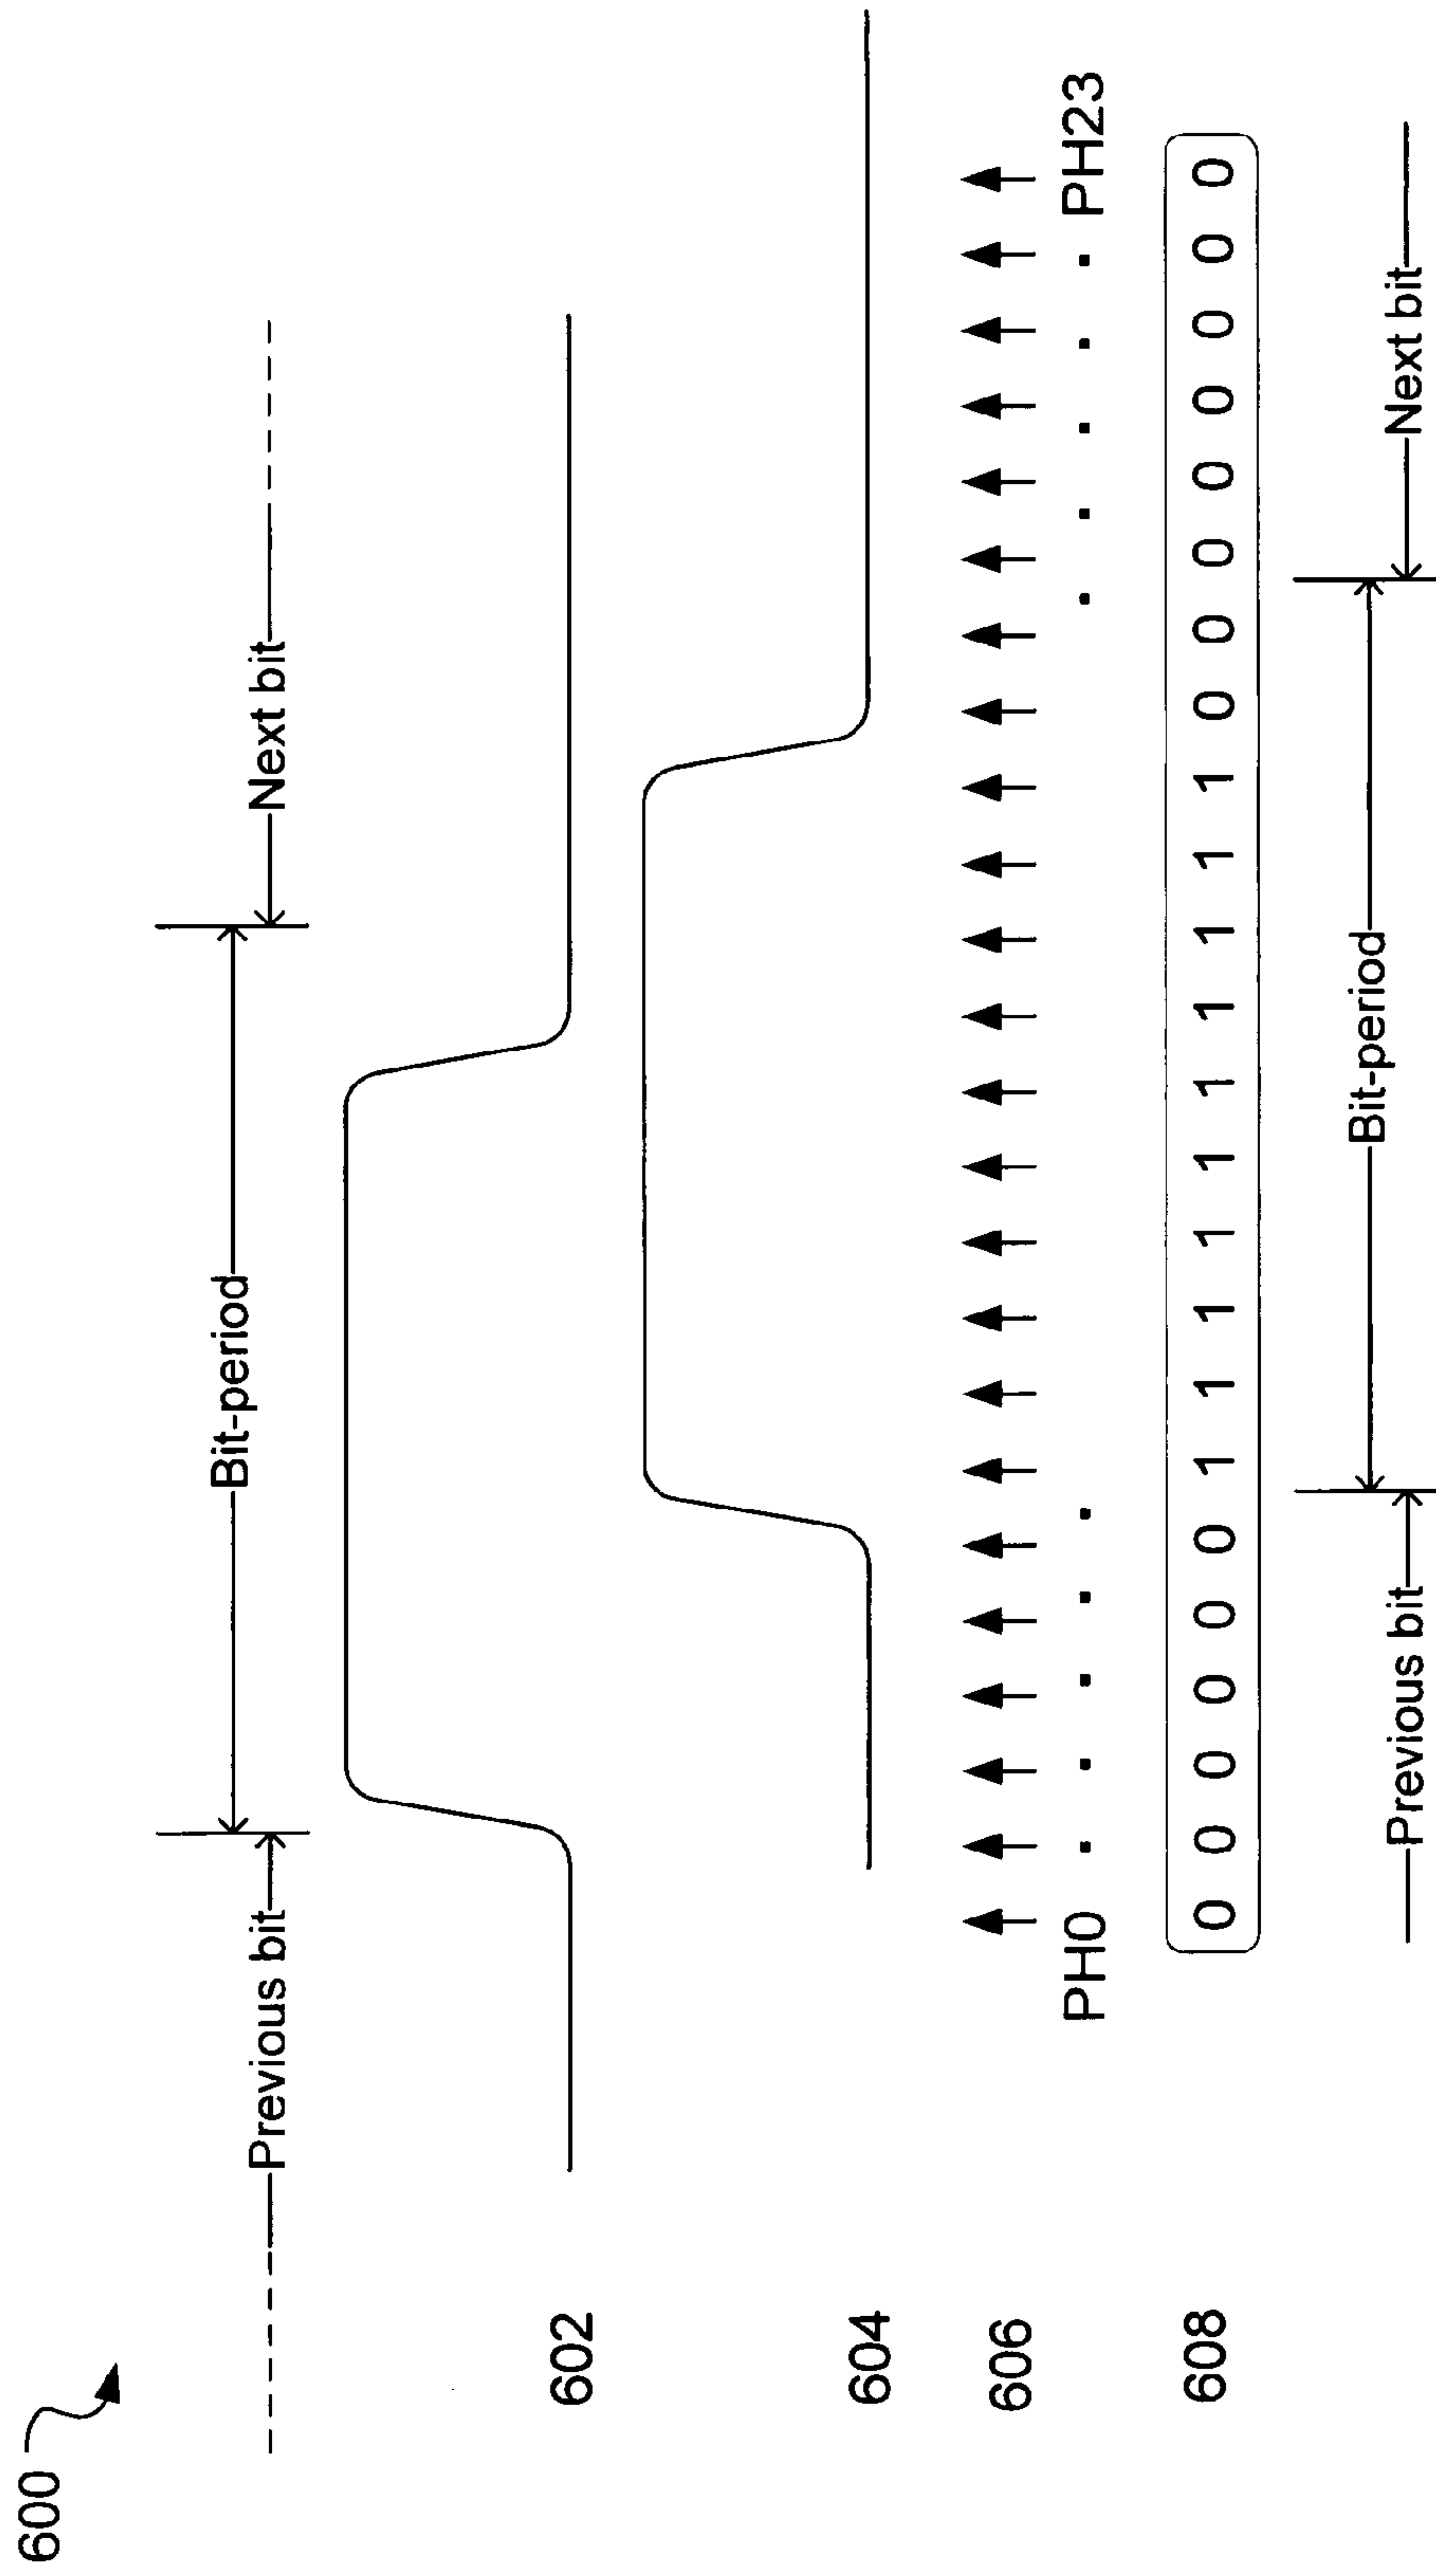 600
Bit-period
Previous bit Next bit
602
604
606
PH0 . . . . . . . . . . PH23
608 0 0 0 0 0 0 1 1 1 1 1 1 1 1 1 1 0 0 0 0 0 0 0 0
Bit-period
Previous bit Next bit